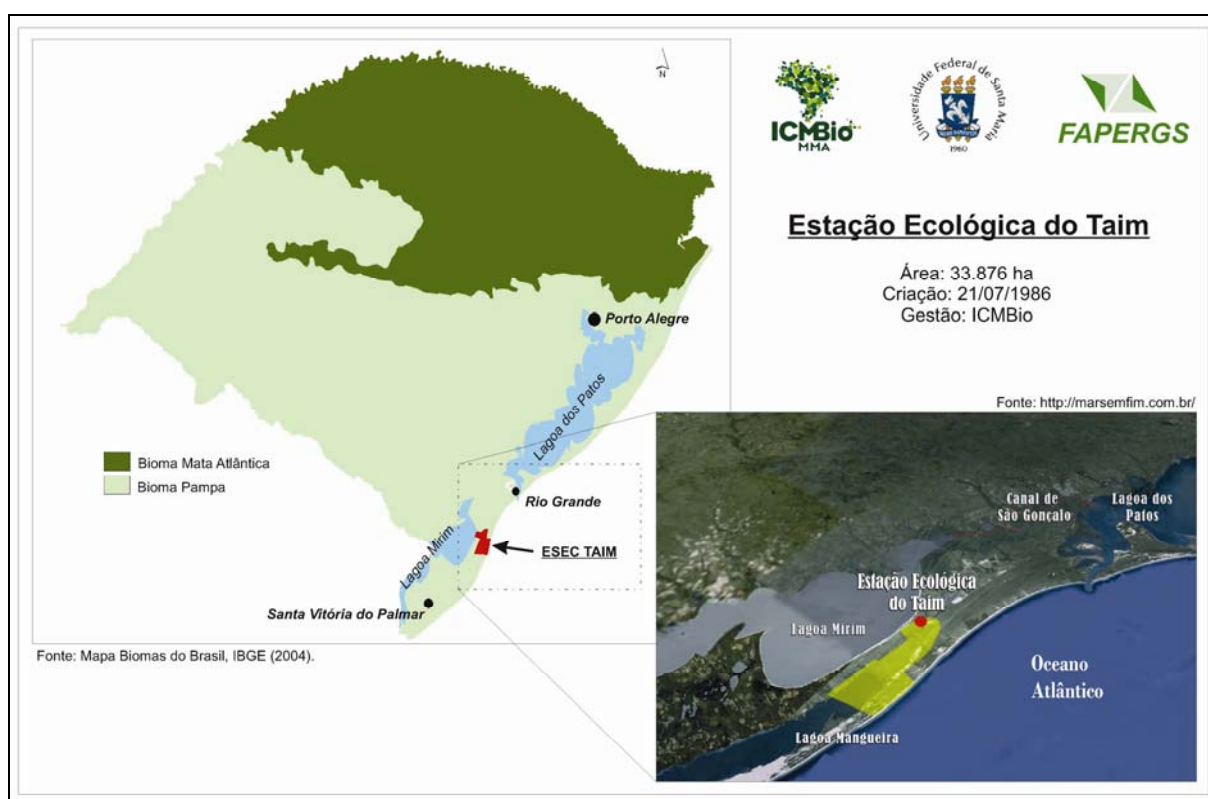 N
Bioma Mata Atlântica
Bioma Pampa
Porto Alegre
Lagoa dos Patos
Rio Grande
Lagoa Mirim
ESEC TAIM
Santa Vitória do Palmar
Fonte: Mapa Biomas do Brasil, IBGE (2004).
ICMBio
MMA
Universidade Federal de Santa Maria
1960
FAPERGS
Estação Ecológica do Taim
Área: 33.876 ha
Criação: 21/07/1986
Gestão: ICMBio
Fonte: http://marsemfim.com.br/
Canal de
São Gonçalo
Lagoa dos
Patos
Estação Ecológica
do Taim
Lagoa Mirim
Oceano
Atlântico
Lagoa Mangueira